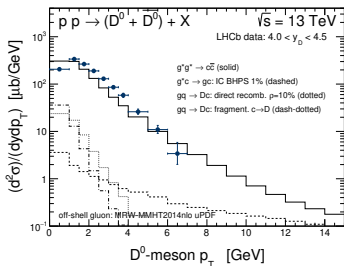 p p → (D⁰ + D̅⁰) + X
√s = 13 TeV
LHCb data: 4.0 < y_D < 4.5
g*g* → cc̄ (solid)
g*c → gc: IC BHPS 1% (dashed)
gq → Dc: direct recomb. ρ=10% (dotted)
gq → Dc: fragment. c→D (dash-dotted)
(d²σ)/(dydp_T) [μb/GeV]
10³
10²
10
1
10⁻¹
off-shell gluon: MRW-MMHT2014nlo uPDF
0 2 4 6 8 10 12 14
D⁰-meson p_T [GeV]